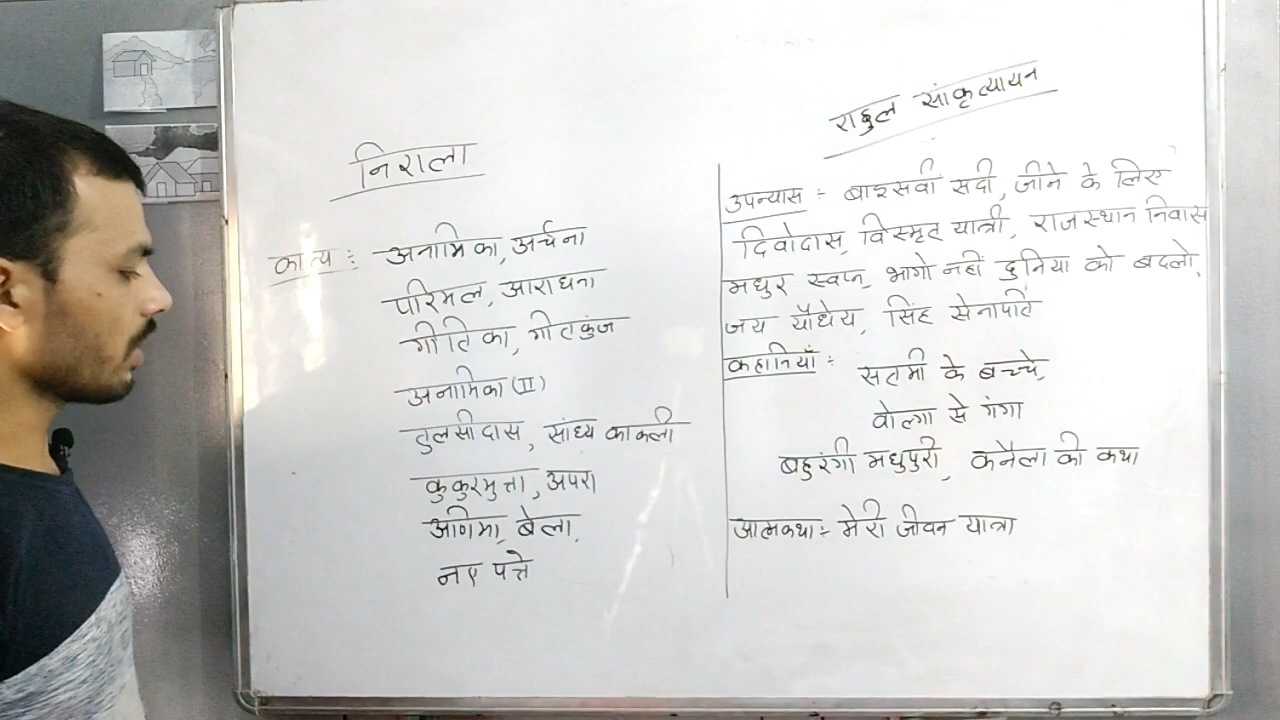 निराला
काव्य :- अनामिका, अर्चना
परिमल, आराधना
गीतिका, गीतकुंज
अनामिका (II)
तुलसीदास, सांध्य काकली
कुकुरमुत्ता, अपरा
अणिमा, बेला,
नए पत्ते
राहुल सांकृत्यायन
उपन्यास :- बाइसवीं सदी, जीने के लिए
दिवोदास, विस्मृत यात्री, राजस्थान निवास
मधुर स्वप्न, भागो नहीं दुनिया को बदलो,
जय यौधेय, सिंह सेनापति
कहानियाँ :- सतमी के बच्चे,
वोल्गा से गंगा
बहुरंगी मधुपुरी, कनैला की कथा
आत्मकथा :- मेरी जीवन यात्रा